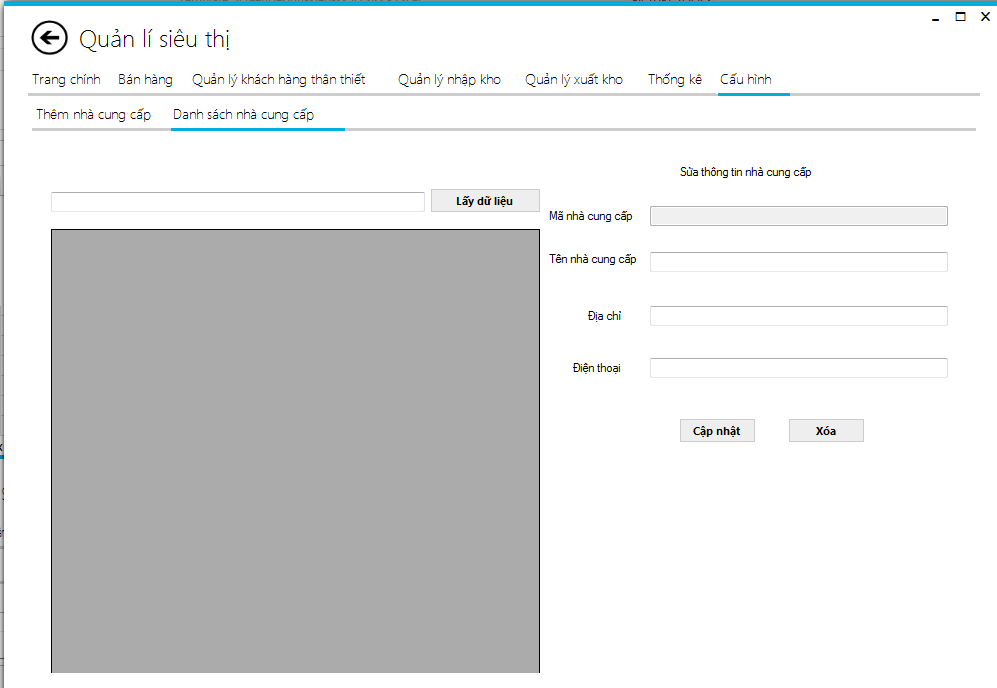 Quản lí siêu thị
Trang chính Bán hàng Quản lý khách hàng thân thiết Quản lý nhập kho Quản lý xuất kho Thống kê Cấu hình
Thêm nhà cung cấp Danh sách nhà cung cấp
Sửa thông tin nhà cung cấp
Lấy dữ liệu
Mã nhà cung cấp
Tên nhà cung cấp
Địa chỉ
Điện thoại
Cập nhật Xóa